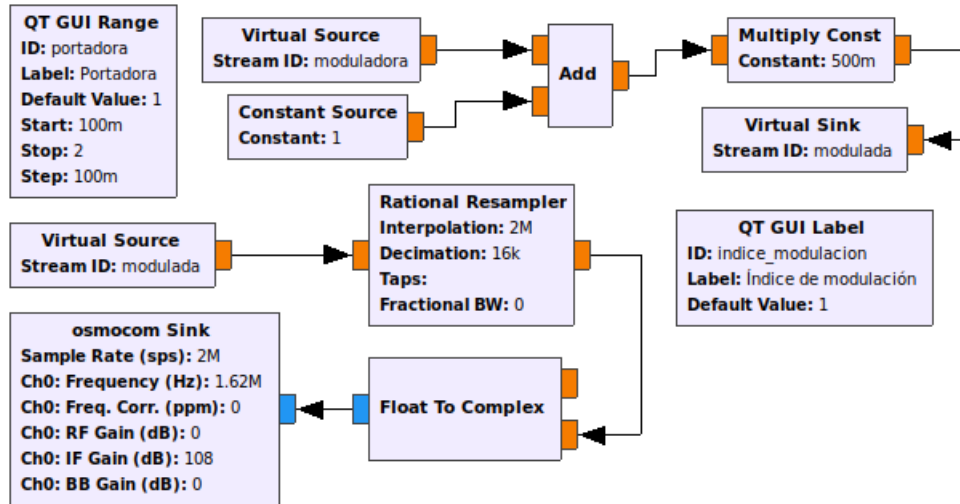 QT GUI Range
ID: portadora
Label: Portadora
Default Value: 1
Start: 100m
Stop: 2
Step: 100m
Virtual Source
Stream ID: moduladora
Constant Source
Constant: 1
Add
Multiply Const
Constant: 500m
Virtual Sink
Stream ID: modulada
Virtual Source
Stream ID: modulada
Rational Resampler
Interpolation: 2M
Decimation: 16k
Taps:
Fractional BW: 0
QT GUI Label
ID: indice_modulacion
Label: Índice de modulación
Default Value: 1
osmocom Sink
Sample Rate (sps): 2M
Ch0: Frequency (Hz): 1.62M
Ch0: Freq. Corr. (ppm): 0
Ch0: RF Gain (dB): 0
Ch0: IF Gain (dB): 108
Ch0: BB Gain (dB): 0
Float To Complex